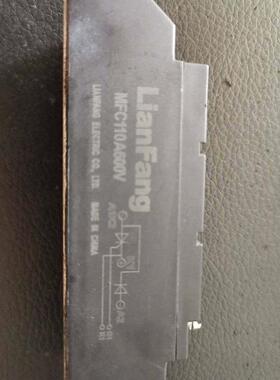 LianFang
MFC110A600V
LIANFANG ELECTRIC CO., LTD. MADE IN CHINA